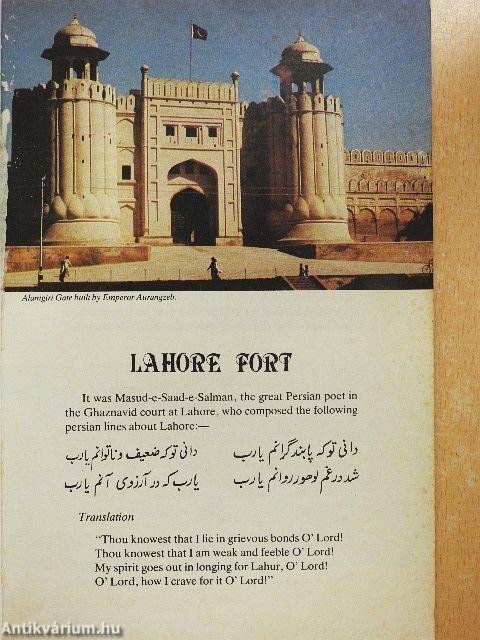 Alamgiri Gate built by Emperor Aurangzeb.
LAHORE FORT
It was Masud-e-Saad-e-Salman, the great Persian poet in
the Ghaznavid court at Lahore, who composed the following
persian lines about Lahore:—
دانی تو که پابند گرانم یارب دانی تو که ضعیف و ناتوانم یارب
شد در غم لوهور روانم یارب یارب که در آرزوی آنم یارب
Translation
“Thou knowest that I lie in grievous bonds O’ Lord!
Thou knowest that I am weak and feeble O’ Lord!
My spirit goes out in longing for Lahur, O’ Lord!
O’ Lord, how I crave for it O’ Lord!”
Antikvárium.hu